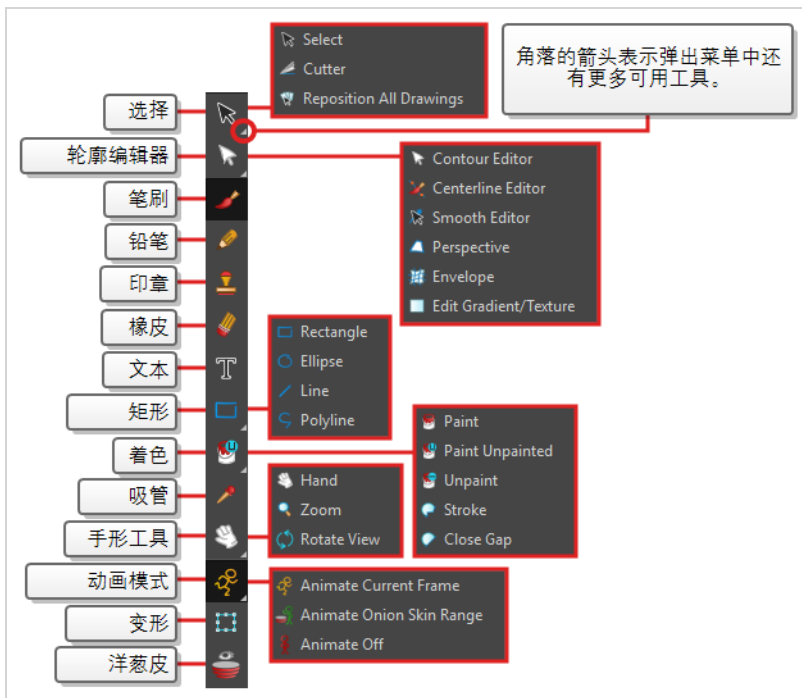 Select
Cutter
Reposition All Drawings
角落的箭头表示弹出菜单中还
有更多可用工具。
选择
轮廓编辑器
Contour Editor
Centerline Editor
Smooth Editor
Perspective
Envelope
Edit Gradient/Texture
笔刷
铅笔
印章
橡皮
文本
矩形
Rectangle
Ellipse
Line
Polyline
着色
Paint
Paint Unpainted
Unpaint
Stroke
Close Gap
吸管
手形工具
Hand
Zoom
Rotate View
动画模式
Animate Current Frame
Animate Onion Skin Range
Animate Off
变形
洋葱皮